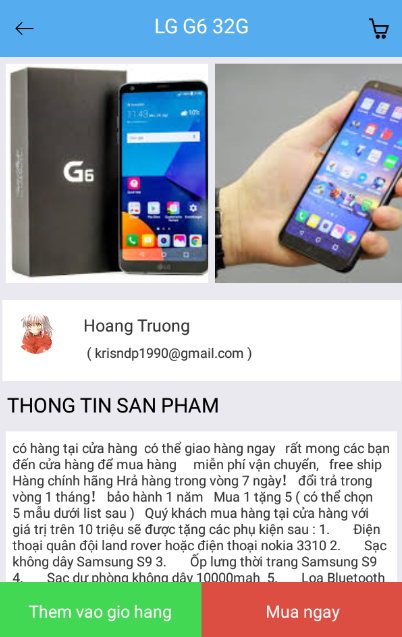 LG G6 32G
G6
Hoang Truong
( krisndp1990@gmail.com )
THONG TIN SAN PHAM
có hàng tại cửa hàng  có thể giao hàng ngay   rất mong các bạn
đến cửa hàng để mua hàng     miễn phí vận chuyển,   free ship
Hàng chính hãng Hrả hàng trong vòng 7 ngày!   đổi trả trong
vòng 1 tháng!   bảo hành 1 năm   Mua 1 tặng 5 ( có thể chọn
5 mẫu dưới list sau )   Quý khách mua hàng tại cửa hàng với
giá trị trên 10 triệu sẽ được tặng các phụ kiện sau : 1.      Điện
thoại quân đội land rover hoặc điện thoại nokia 3310 2.      Sạc
không dây Samsung S9 3.      Ốp lưng thời trang Samsung S9
4.      Sạc dự phòng không dây 10000mah  5.      Loa Bluetooth
Them vao gio hang
Mua ngay